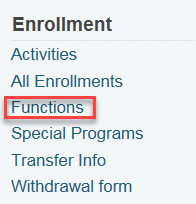 Enrollment
Activities
All Enrollments
Functions
Special Programs
Transfer Info
Withdrawal form